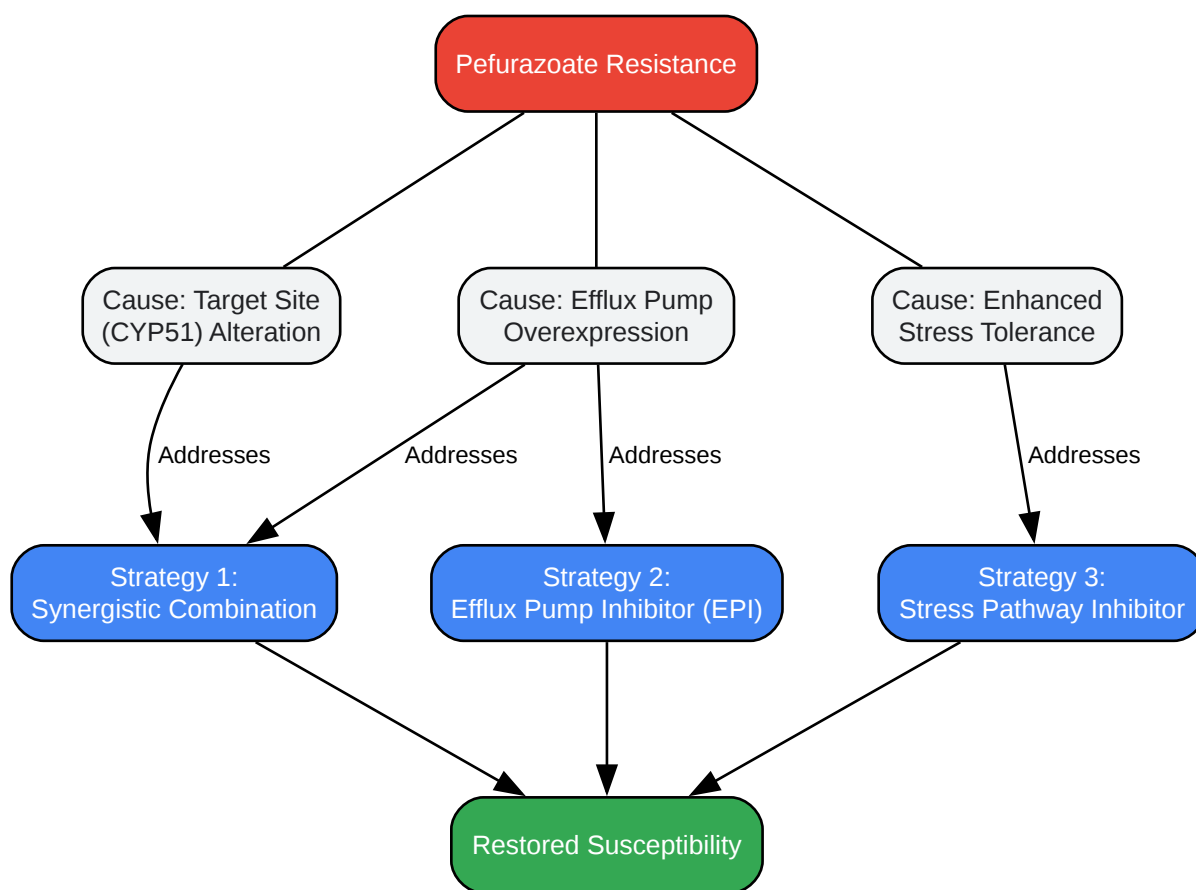 Pefurazoate Resistance
Cause: Target Site
(CYP51) Alteration
Cause: Efflux Pump
Overexpression
Cause: Enhanced
Stress Tolerance
Addresses
Addresses
Addresses
Addresses
Strategy 1:
Synergistic Combination
Strategy 2:
Efflux Pump Inhibitor (EPI)
Strategy 3:
Stress Pathway Inhibitor
Restored Susceptibility